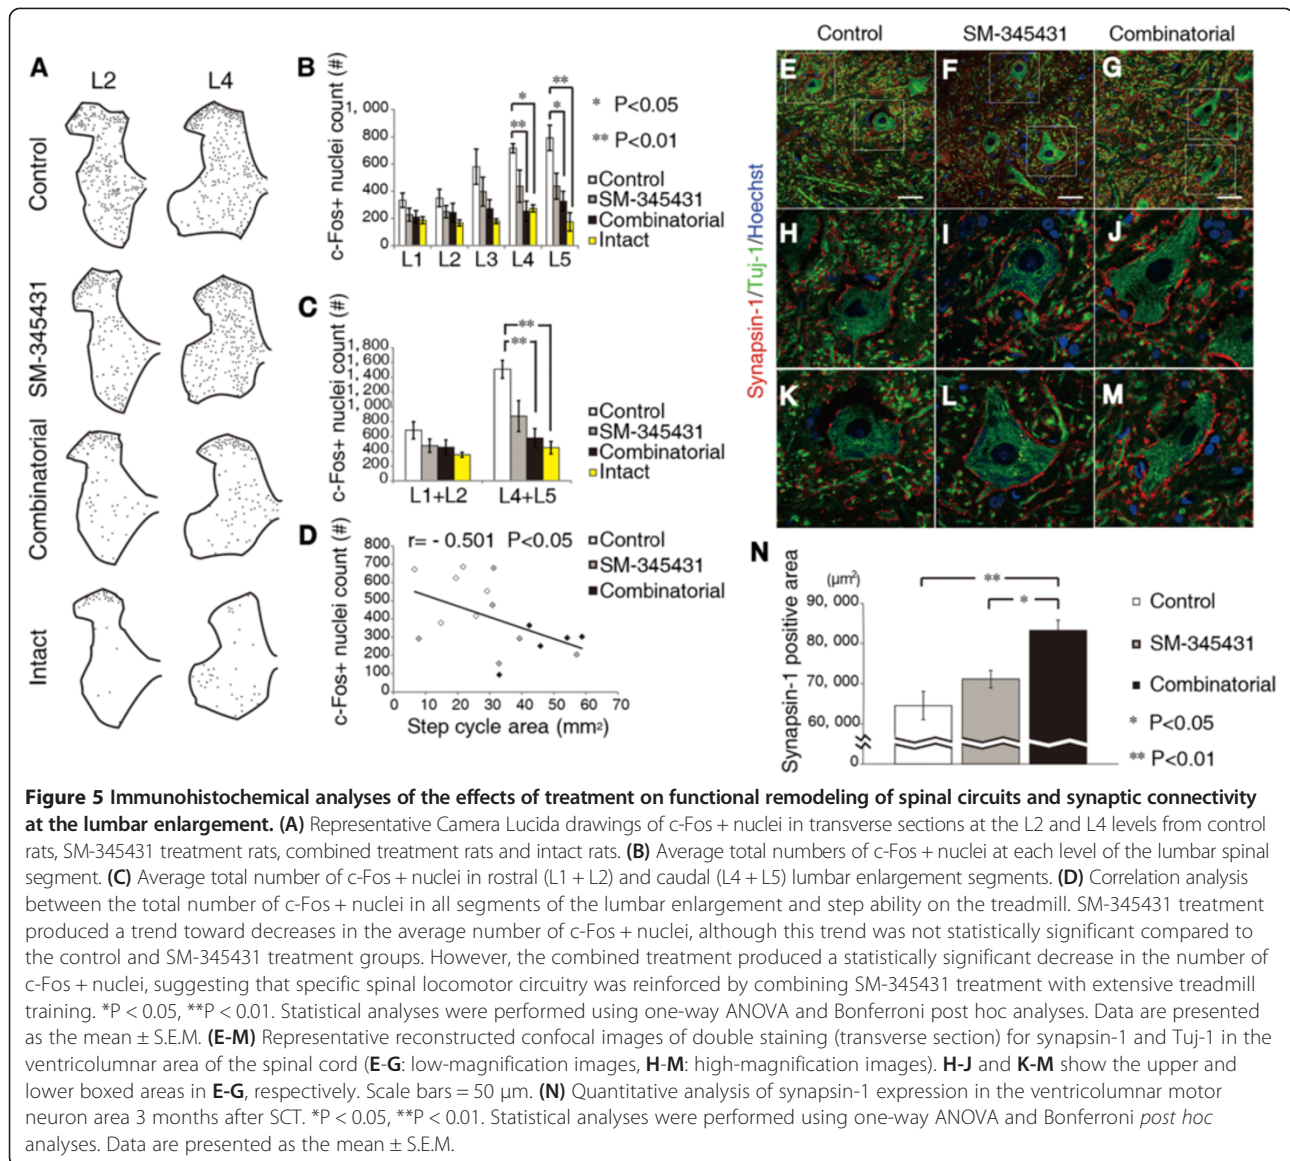 A
L2
L4
Control
SM-345431
Combinatorial
Intact
B
c-Fos+ nuclei count (#)
1, 000
800
600
400
200
0
L1 L2 L3 L4 L5
* **
** *
* P<0.05
** P<0.01
Control
SM-345431
Combinatorial
Intact
C
c-Fos+ nuclei count (#)
1, 800
1, 600
1, 400
1, 200
1, 000
800
600
400
200
0
L1+L2 L4+L5
**
**
Control
SM-345431
Combinatorial
Intact
D
c-Fos+ nuclei count (#)
800
700
600
500
400
300
200
100
0
r= - 0.501 P<0.05
0 10 20 30 40 50 60 70
Step cycle area (mm2)
Control
SM-345431
Combinatorial
Control SM-345431 Combinatorial
Synapsin-1/Tuj-1/Hoechst
E F G
H I J
K L M
N
Synapsin-1 positive area
(μm²)
90, 000
80, 000
70, 000
60, 000
0
**
*
Control
SM-345431
Combinatorial
* P<0.05
** P<0.01
Figure 5 Immunohistochemical analyses of the effects of treatment on functional remodeling of spinal circuits and synaptic connectivity
at the lumbar enlargement. (A) Representative Camera Lucida drawings of c-Fos + nuclei in transverse sections at the L2 and L4 levels from control
rats, SM-345431 treatment rats, combined treatment rats and intact rats. (B) Average total numbers of c-Fos + nuclei at each level of the lumbar spinal
segment. (C) Average total number of c-Fos + nuclei in rostral (L1 + L2) and caudal (L4 + L5) lumbar enlargement segments. (D) Correlation analysis
between the total number of c-Fos + nuclei in all segments of the lumbar enlargement and step ability on the treadmill. SM-345431 treatment
produced a trend toward decreases in the average number of c-Fos + nuclei, although this trend was not statistically significant compared to
the control and SM-345431 treatment groups. However, the combined treatment produced a statistically significant decrease in the number of
c-Fos + nuclei, suggesting that specific spinal locomotor circuitry was reinforced by combining SM-345431 treatment with extensive treadmill
training. *P < 0.05, **P < 0.01. Statistical analyses were performed using one-way ANOVA and Bonferroni post hoc analyses. Data are presented
as the mean ± S.E.M. (E-M) Representative reconstructed confocal images of double staining (transverse section) for synapsin-1 and Tuj-1 in the
ventricolumnar area of the spinal cord (E-G: low-magnification images, H-M: high-magnification images). H-J and K-M show the upper and
lower boxed areas in E-G, respectively. Scale bars = 50 μm. (N) Quantitative analysis of synapsin-1 expression in the ventricolumnar motor
neuron area 3 months after SCT. *P < 0.05, **P < 0.01. Statistical analyses were performed using one-way ANOVA and Bonferroni post hoc
analyses. Data are presented as the mean ± S.E.M.